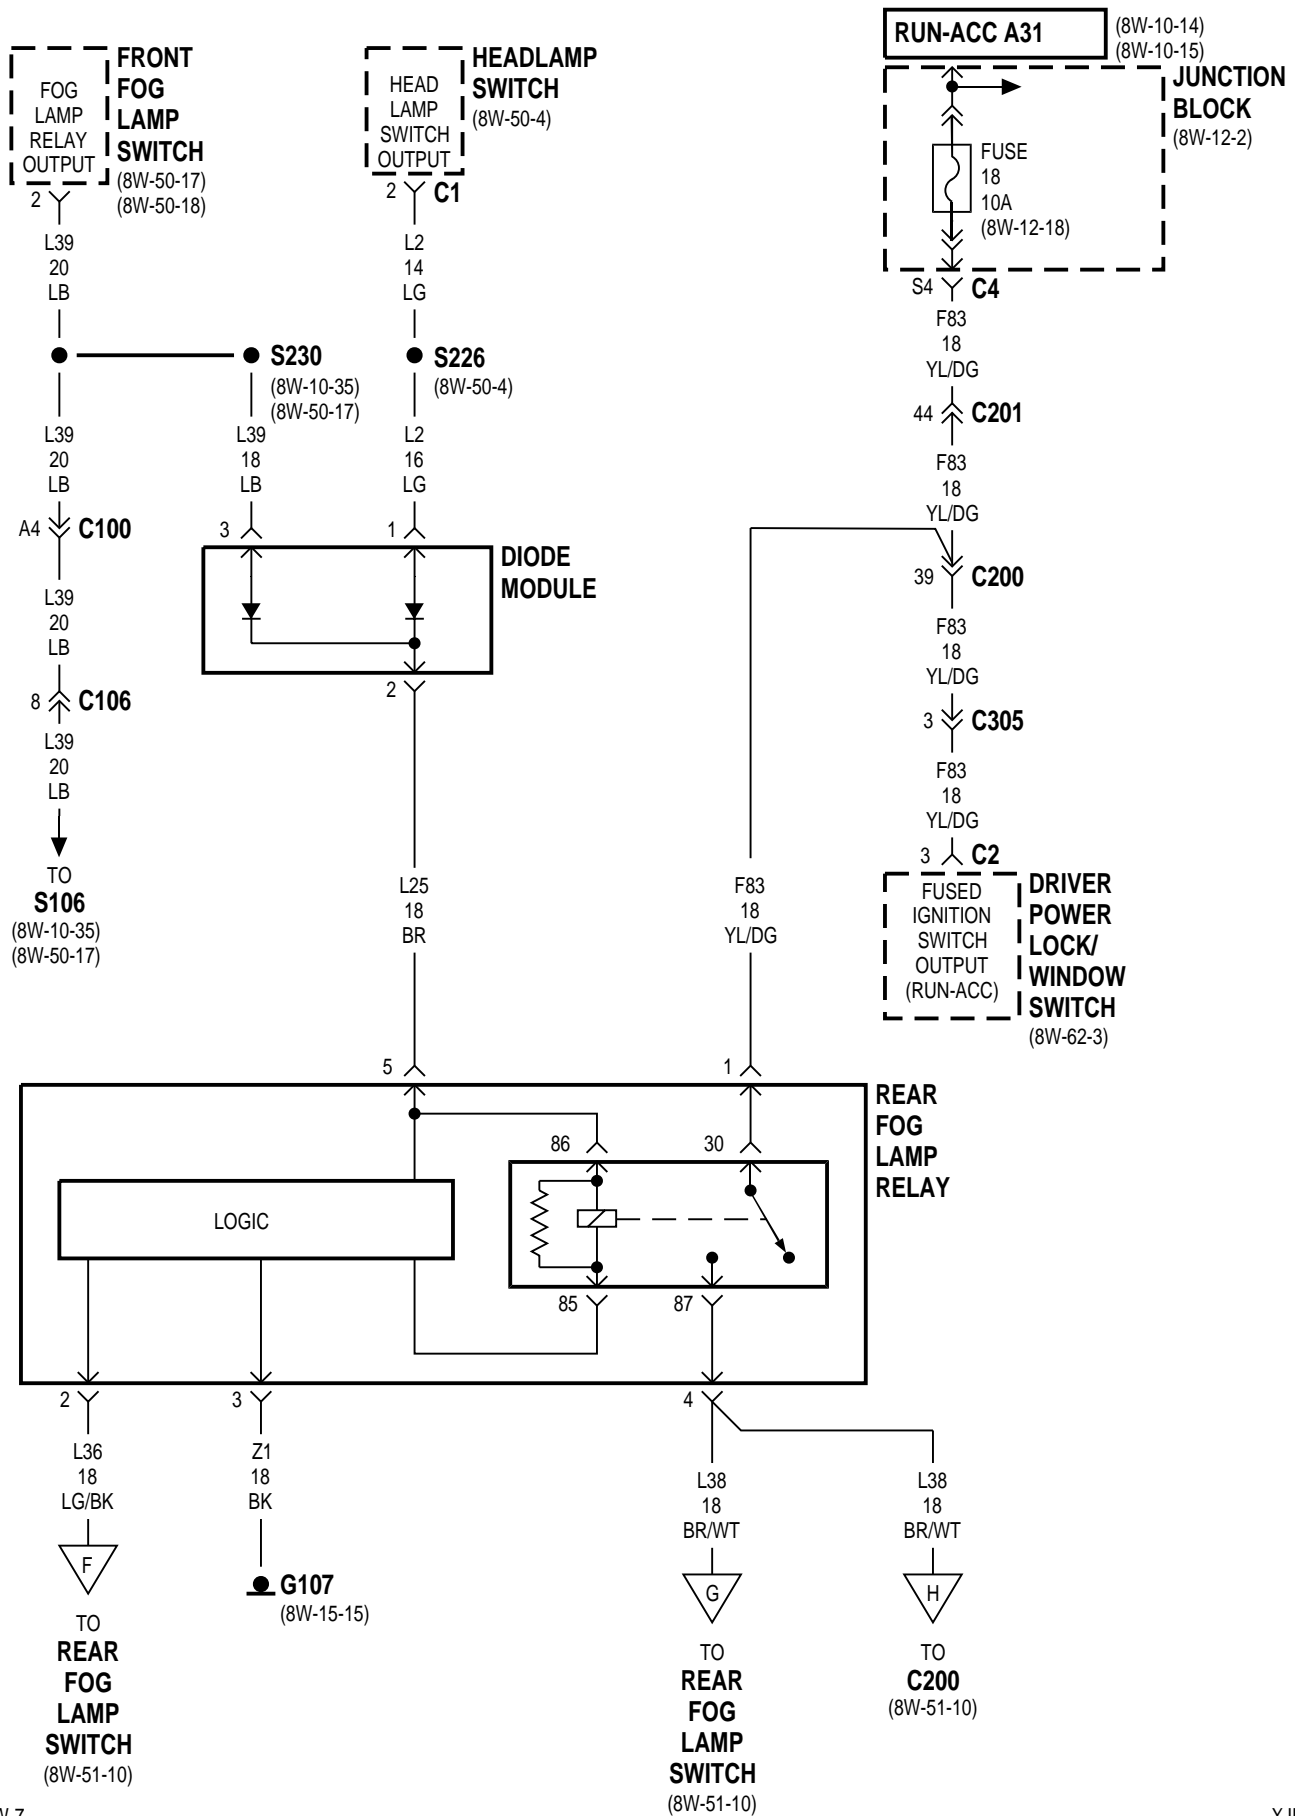 RUN-ACC A31
(8W-10-14)
(8W-10-15)
FRONT
FOG
LAMP
SWITCH
(8W-50-17)
(8W-50-18)
FOG
LAMP
RELAY
OUTPUT
2
HEADLAMP
SWITCH
(8W-50-4)
HEAD
LAMP
SWITCH
OUTPUT
2
C1
JUNCTION
BLOCK
(8W-12-2)
FUSE
18
10A
(8W-12-18)
S4
C4
L39
20
LB
L2
14
LG
F83
18
YL/DG
S230
(8W-10-35)
(8W-50-17)
S226
(8W-50-4)
44
C201
L39
20
LB
L39
18
LB
L2
16
LG
F83
18
YL/DG
A4
C100
3
1
DIODE
MODULE
39
C200
L39
20
LB
F83
18
YL/DG
8
C106
2
3
C305
L39
20
LB
F83
18
YL/DG
TO
S106
(8W-10-35)
(8W-50-17)
L25
18
BR
F83
18
YL/DG
3
C2
FUSED
IGNITION
SWITCH
OUTPUT
(RUN-ACC)
DRIVER
POWER
LOCK/
WINDOW
SWITCH
(8W-62-3)
5
1
REAR
FOG
LAMP
RELAY
86
30
LOGIC
85
87
2
3
4
L36
18
LG/BK
Z1
18
BK
L38
18
BR/WT
L38
18
BR/WT
F
G107
(8W-15-15)
G
H
TO
REAR
FOG
LAMP
SWITCH
(8W-51-10)
TO
REAR
FOG
LAMP
SWITCH
(8W-51-10)
TO
C200
(8W-51-10)